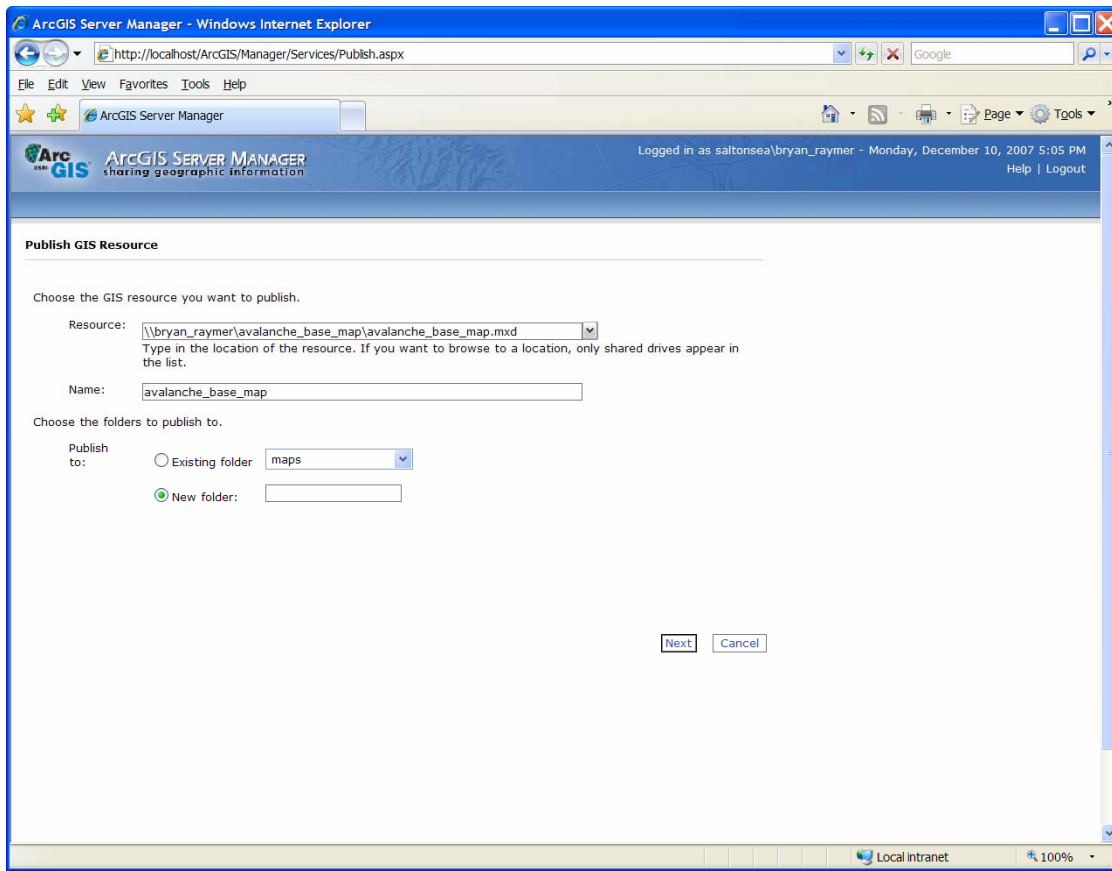 ArcGIS Server Manager - Windows Internet Explorer
http://localhost/ArcGIS/Manager/Services/Publish.aspx
Google
File Edit View Favorites Tools Help
ArcGIS Server Manager
Page
Tools
Arc GIS
ESRI
ArcGIS Server Manager
sharing geographic information
Logged in as saltonsea\bryan_raymer - Monday, December 10, 2007 5:05 PM
Help | Logout
Publish GIS Resource
Choose the GIS resource you want to publish.
Resource: \\bryan_raymer\avalanche_base_map\avalanche_base_map.mxd
Type in the location of the resource. If you want to browse to a location, only shared drives appear in
the list.
Name: avalanche_base_map
Choose the folders to publish to.
Publish
to:
Existing folder maps
New folder:
Next Cancel
Local intranet 100%